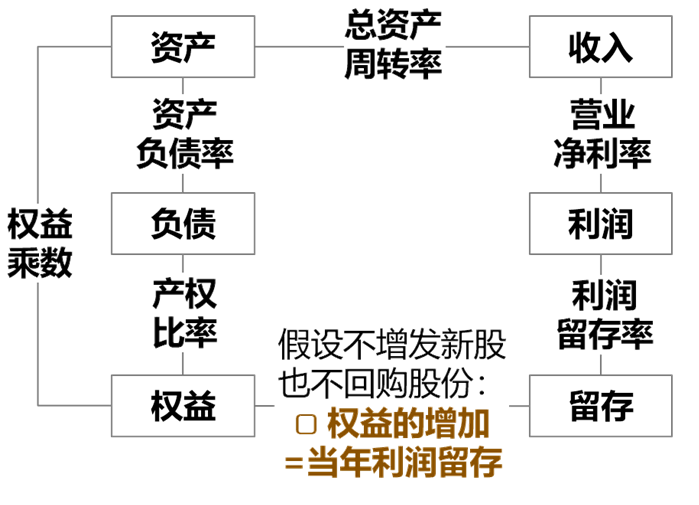 资产
总资产
周转率
收入
资产
负债率
营业
净利率
权益
乘数
负债
利润
产权
比率
利润
留存率
权益
假设不增发新股
也不回购股份：
▢ 权益的增加
=当年利润留存
留存